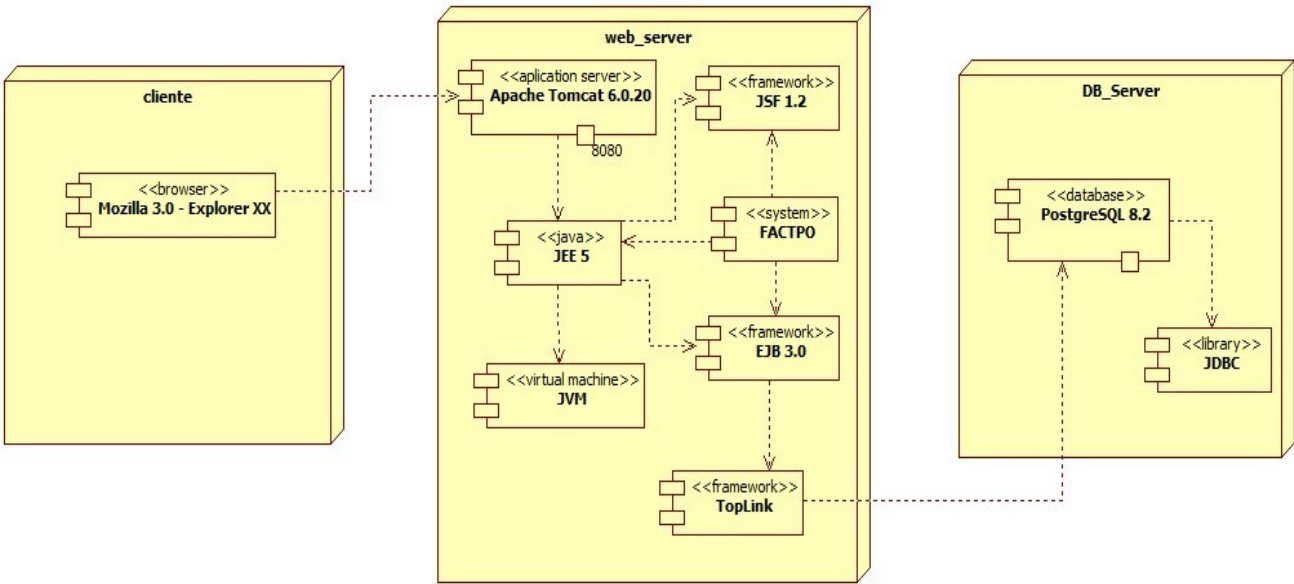 cliente
<<browser>>
Mozilla 3.0 - Explorer XX
web_server
<<aplication server>>
Apache Tomcat 6.0.20
8080
<<framework>>
JSF 1.2
<<java>>
JEE 5
<<system>>
FACTPO
<<framework>>
EJB 3.0
<<virtual machine>>
JVM
<<framework>>
TopLink
DB_Server
<<database>>
PostgreSQL 8.2
<<library>>
JDBC